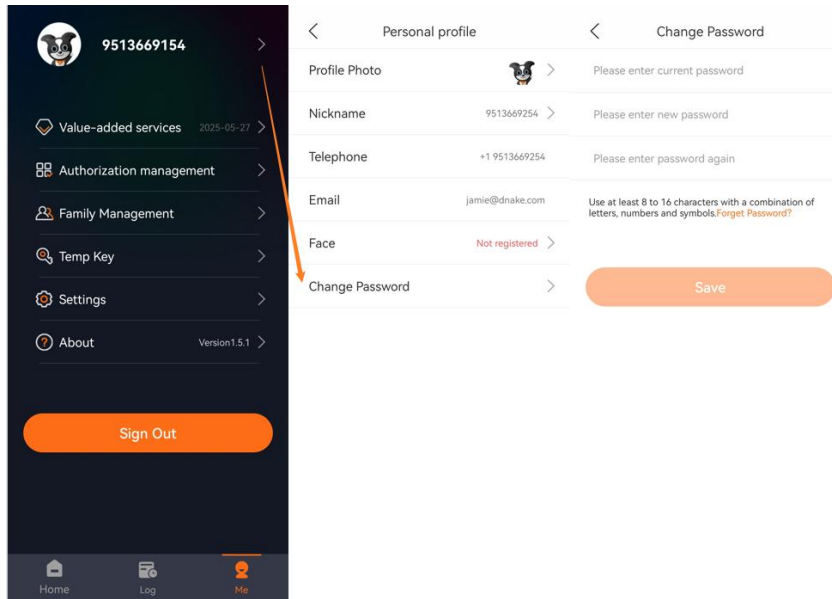 9513669154
Value-added services 2025-05-27
Authorization management
Family Management
Temp Key
Settings
About Version1.5.1
Sign Out
Home Log Me
Personal profile
Profile Photo
Nickname 9513669254
Telephone +1 9513669254
Email jamie@dnake.com
Face Not registered
Change Password
Change Password
Please enter current password
Please enter new password
Please enter password again
Use at least 8 to 16 characters with a combination of
letters, numbers and symbols.Forget Password?
Save